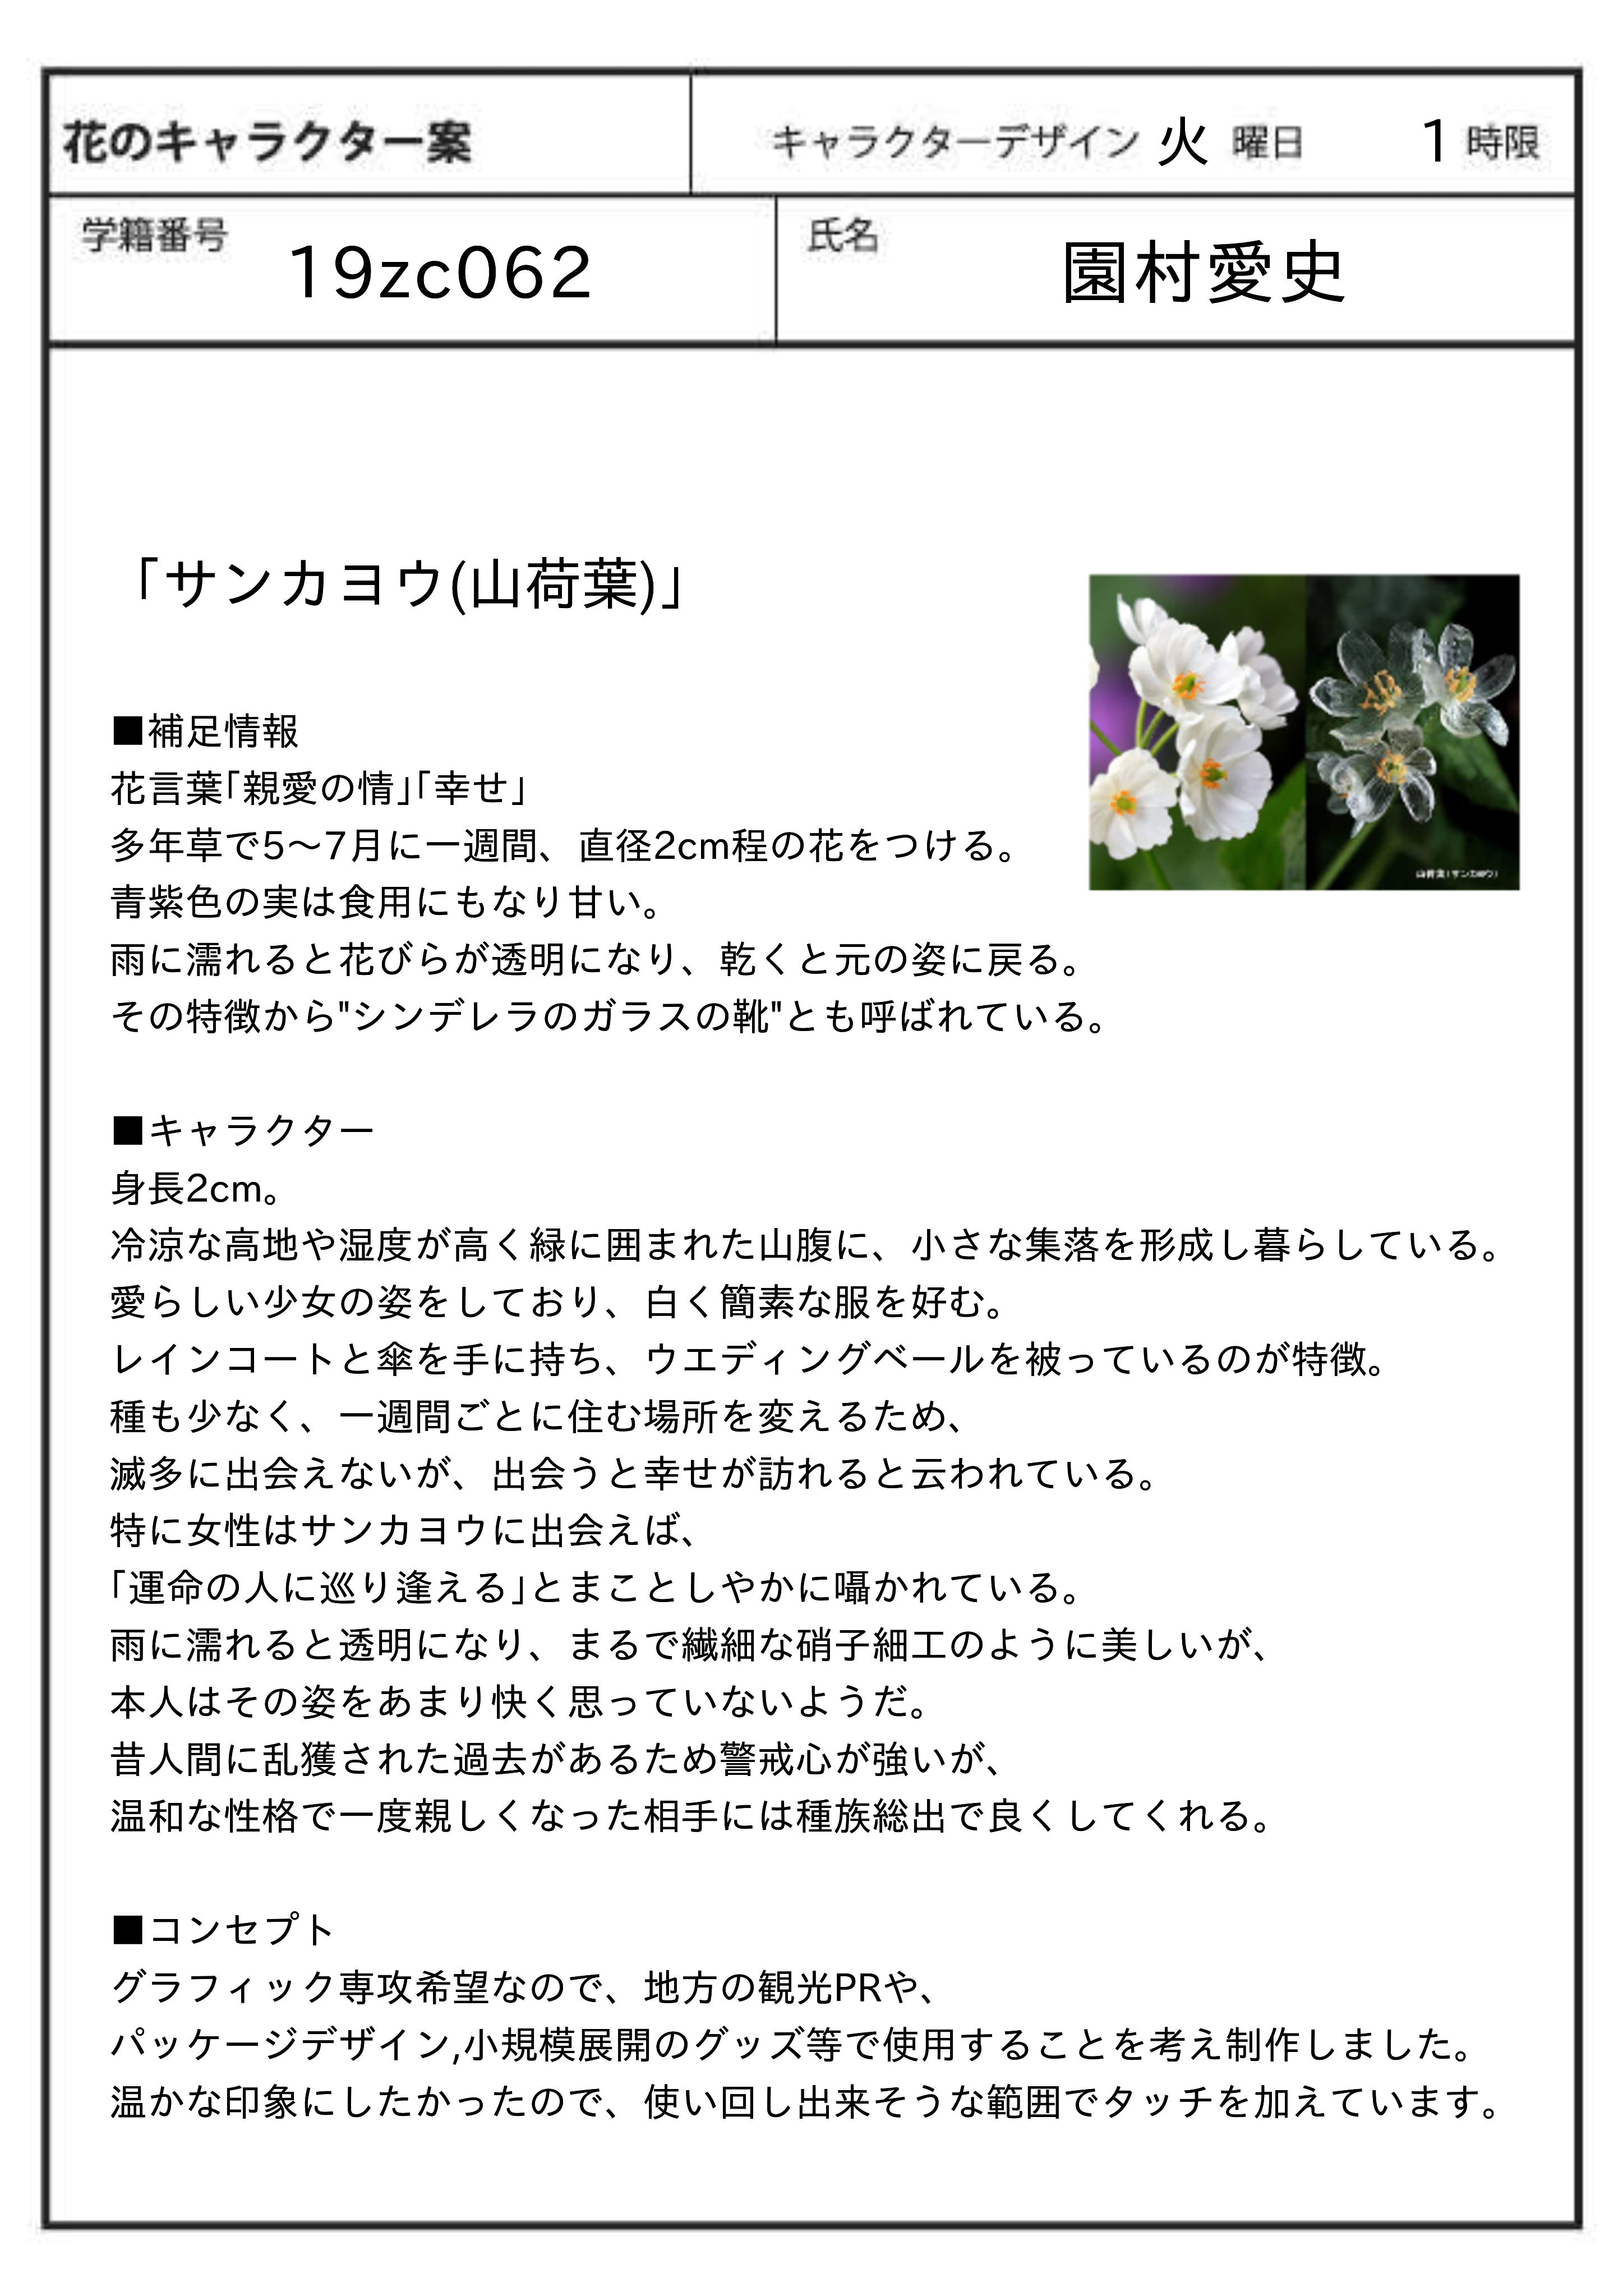 花のキャラクター案
キャラクターデザイン 火 曜日 1 時限
学籍番号 19zc062
氏名 園村愛史
「サンカヨウ(山荷葉)」
■補足情報
花言葉「親愛の情」「幸せ」
多年草で5〜7月に一週間、直径2cm程の花をつける。
青紫色の実は食用にもなり甘い。
雨に濡れると花びらが透明になり、乾くと元の姿に戻る。
その特徴から"シンデレラのガラスの靴"とも呼ばれている。
山荷葉(サンカヨウ)
■キャラクター
身長2cm。
冷涼な高地や湿度が高く緑に囲まれた山腹に、小さな集落を形成し暮らしている。
愛らしい少女の姿をしており、白く簡素な服を好む。
レインコートと傘を手に持ち、ウエディングベールを被っているのが特徴。
種も少なく、一週間ごとに住む場所を変えるため、
滅多に出会えないが、出会うと幸せが訪れると云われている。
特に女性はサンカヨウに出会えば、
「運命の人に巡り逢える」とまことしやかに囁かれている。
雨に濡れると透明になり、まるで繊細な硝子細工のように美しいが、
本人はその姿をあまり快く思っていないようだ。
昔人間に乱獲された過去があるため警戒心が強いが、
温和な性格で一度親しくなった相手には種族総出で良くしてくれる。
■コンセプト
グラフィック専攻希望なので、地方の観光PRや、
パッケージデザイン,小規模展開のグッズ等で使用することを考え制作しました。
温かな印象にしたかったので、使い回し出来そうな範囲でタッチを加えています。